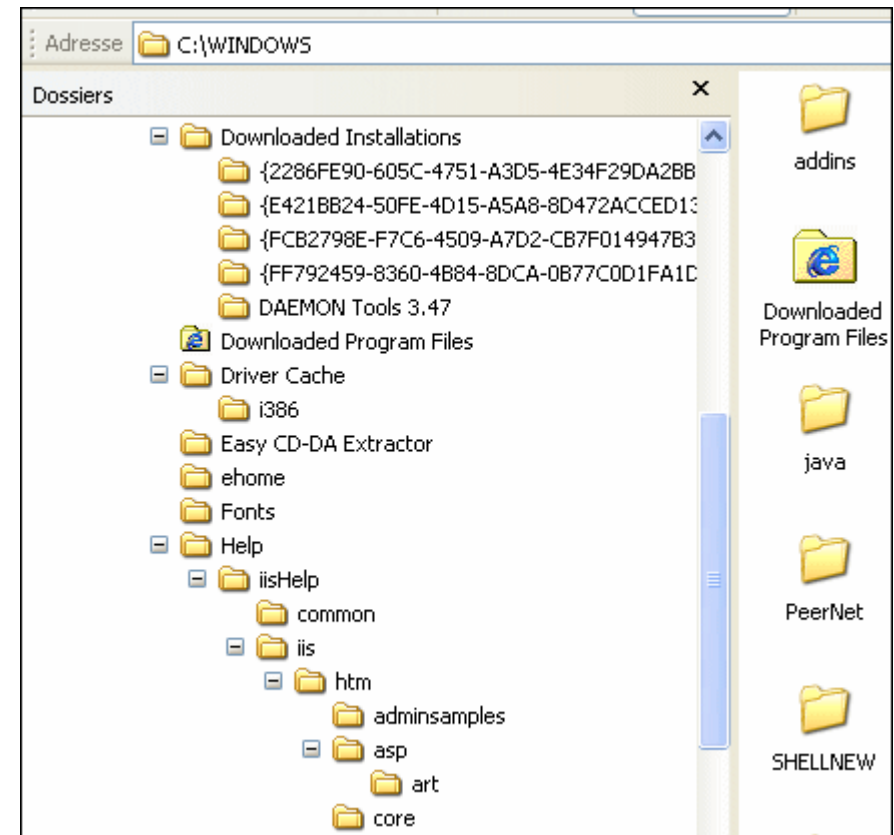 Adresse C:\WINDOWS
Dossiers
Downloaded Installations
{2286FE90-605C-4751-A3D5-4E34F29DA2BB
{E421BB24-50FE-4D15-A5A8-8D472ACCED13
{FCB2798E-F7C6-4509-A7D2-CB7F014947B3
{FF792459-8360-4B84-8DCA-0B77C0D1FA1D
DAEMON Tools 3.47
Downloaded Program Files
Driver Cache
i386
Easy CD-DA Extractor
ehome
Fonts
Help
iisHelp
common
iis
htm
adminsamples
asp
art
core
addins
Downloaded
Program Files
java
PeerNet
SHELLNEW